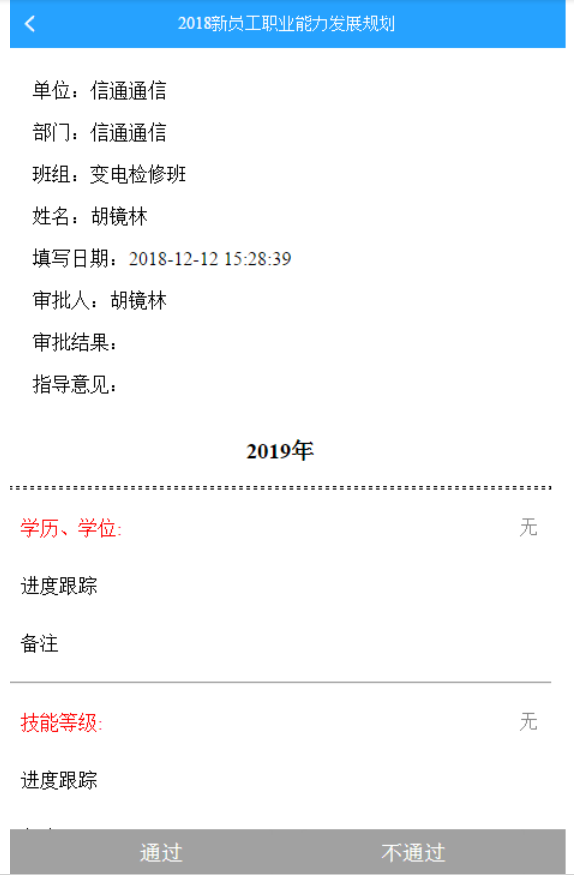 2018新员工职业能力发展规划
单位：信通通信
部门：信通通信
班组：变电检修班
姓名：胡镜林
填写日期：2018-12-12 15:28:39
审批人：胡镜林
审批结果：
指导意见：
2019年
学历、学位: 无
进度跟踪
备注
技能等级: 无
进度跟踪
通过 不通过